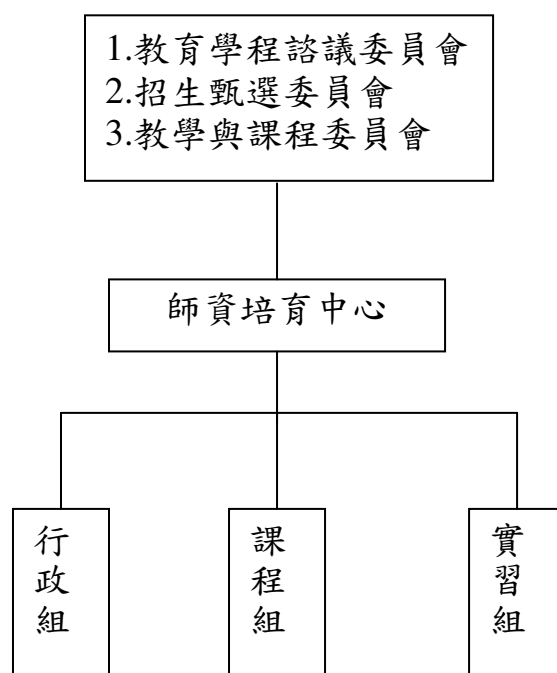 1.教育學程諮議委員會
2.招生甄選委員會
3.教學與課程委員會
師資培育中心
行政組
課程組
實習組